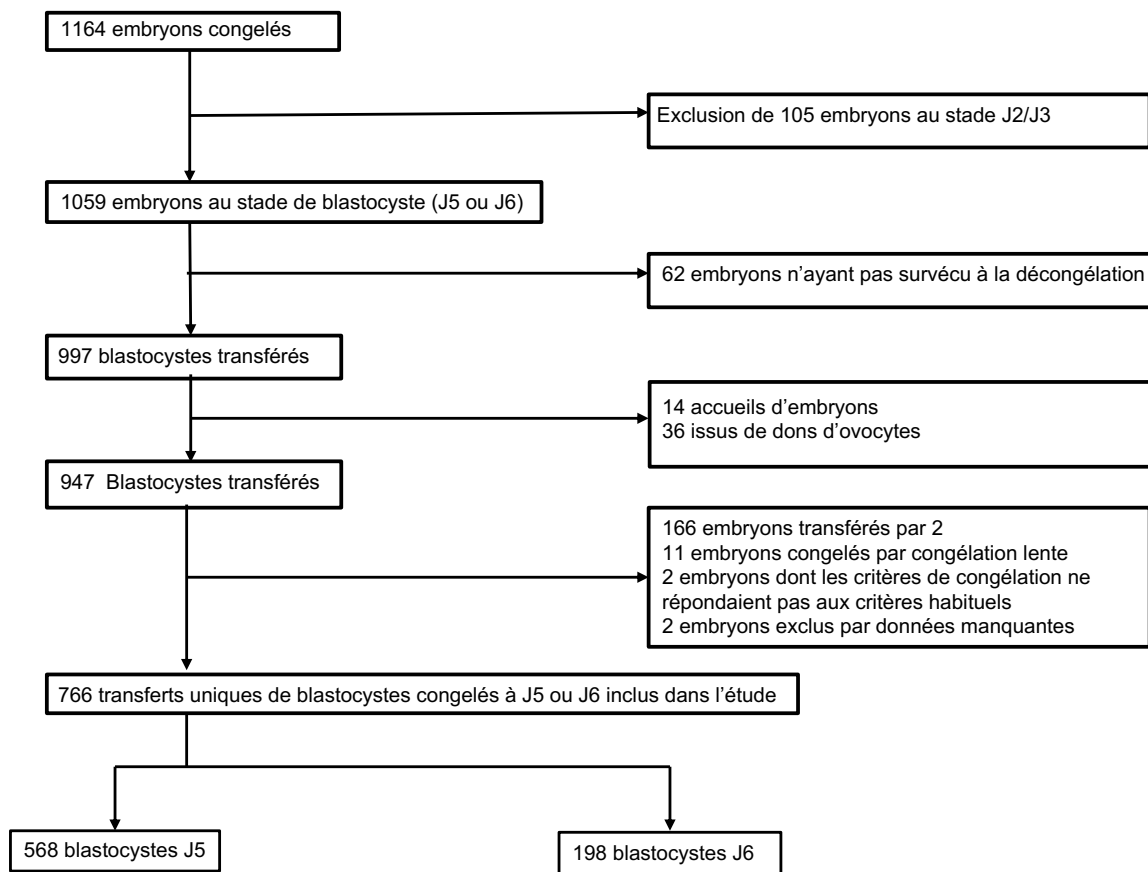 1164 embryons congelés
Exclusion de 105 embryons au stade J2/J3
1059 embryons au stade de blastocyste (J5 ou J6)
62 embryons n’ayant pas survécu à la décongélation
997 blastocystes transférés
14 accueils d’embryons
36 issus de dons d’ovocytes
947 Blastocystes transférés
166 embryons transférés par 2
11 embryons congelés par congélation lente
2 embryons dont les critères de congélation ne
répondaient pas aux critères habituels
2 embryons exclus par données manquantes
766 transferts uniques de blastocystes congelés à J5 ou J6 inclus dans l’étude
568 blastocystes J5
198 blastocystes J6